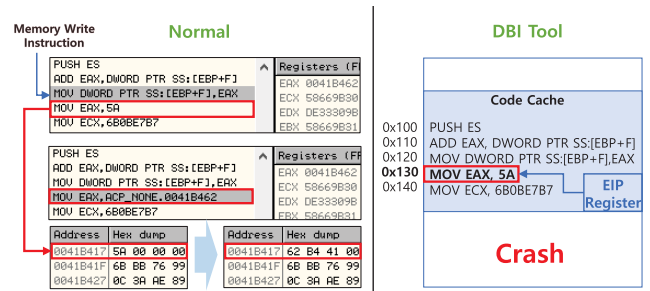 Memory Write
Instruction
Normal
PUSH ES
ADD EAX,DWORD PTR SS:[EBP+F]
MOV DWORD PTR SS:[EBP+F],EAX
MOV EAX,5A
MOV ECX,6B0BE7B7
Registers (FP
EAX 0041B462
ECX 58669B30
EDX DE33309B
EBX 58669B31
PUSH ES
ADD EAX,DWORD PTR SS:[EBP+F]
MOV DWORD PTR SS:[EBP+F],EAX
MOV EAX,ACP_NONE.0041B462
MOV ECX,6B0BE7B7
Registers (FP
EAX 0041B462
ECX 58669B30
EDX DE33309B
EBX 58669B31
Address Hex dump
0041B417 5A 00 00 00
0041B41F 6B BB 76 99
0041B427 0C 3A AE 89
Address Hex dump
0041B417 62 B4 41 00
0041B41F 6B BB 76 99
0041B427 0C 3A AE 89
DBI Tool
Code Cache
0x100 PUSH ES
0x110 ADD EAX, DWORD PTR SS:[EBP+F]
0x120 MOV DWORD PTR SS:[EBP+F],EAX
0x130 MOV EAX, 5A
0x140 MOV ECX, 6B0BE7B7
EIP
Register
Crash